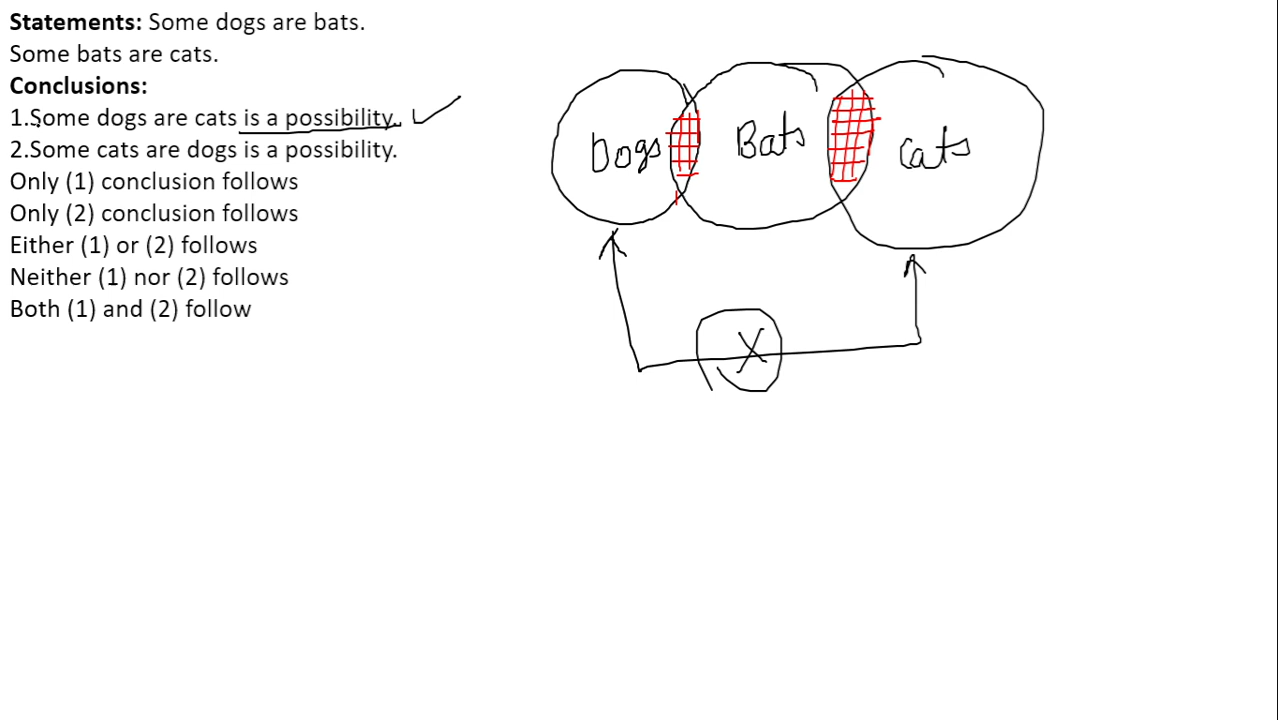 Statements: Some dogs are bats.
Some bats are cats.
Conclusions:
1.Some dogs are cats is a possibility.
2.Some cats are dogs is a possibility.
Only (1) conclusion follows
Only (2) conclusion follows
Either (1) or (2) follows
Neither (1) nor (2) follows
Both (1) and (2) follow
Dogs Bats Cats
X